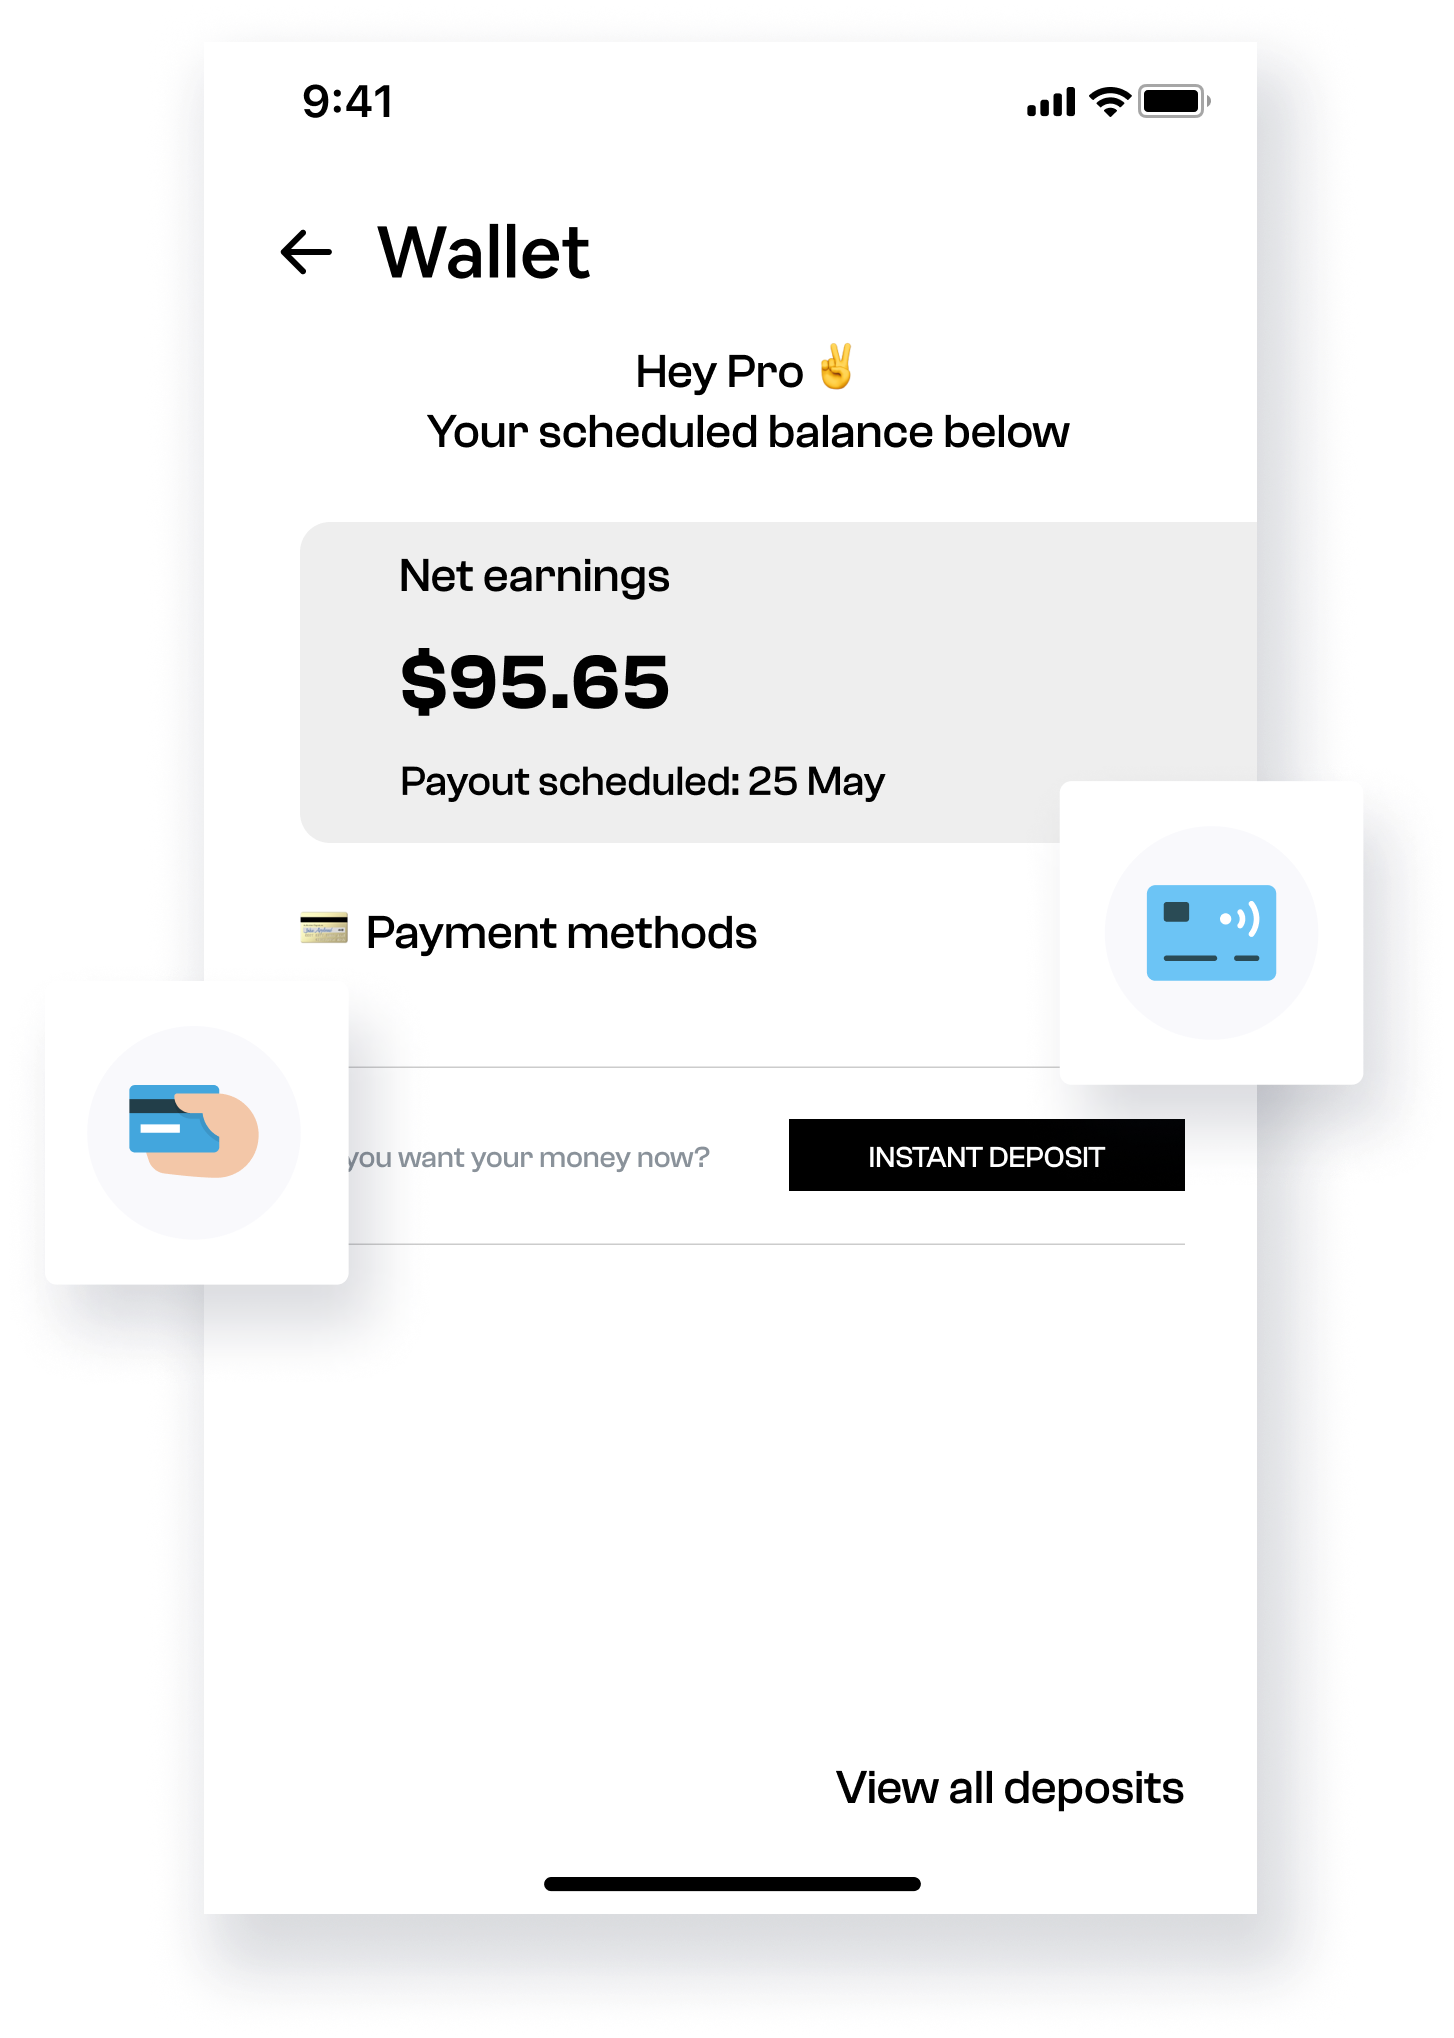 9:41
Wallet
Hey Pro ✌️
Your scheduled balance below
Net earnings
$95.65
Payout scheduled: 25 May
Payment methods
you want your money now?
INSTANT DEPOSIT
View all deposits